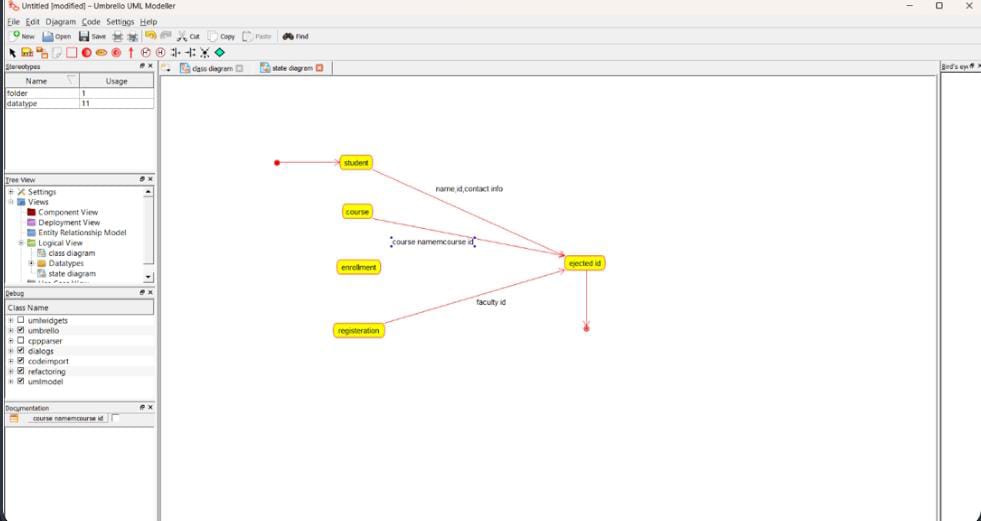 Untitled [modified] – Umbrello UML Modeller
File Edit Diagram Code Settings Help
New Open Save Cut Copy Paste Find
Stereotypes
class diagram state diagram
Bird's eye
Name Usage
folder 1
datatype 11
Tree View
Settings
Views
Component View
Deployment View
Entity Relationship Model
Logical View
class diagram
Datatypes
state diagram
Debug
Class Name
umlwidgets
umbrello
cppparser
dialogs
codeimport
refactoring
umlmodel
Documentation
course namemcourse id
student
name,id,contact info
course
course namemcourse id
enrollment
ejected id
faculty id
registeration